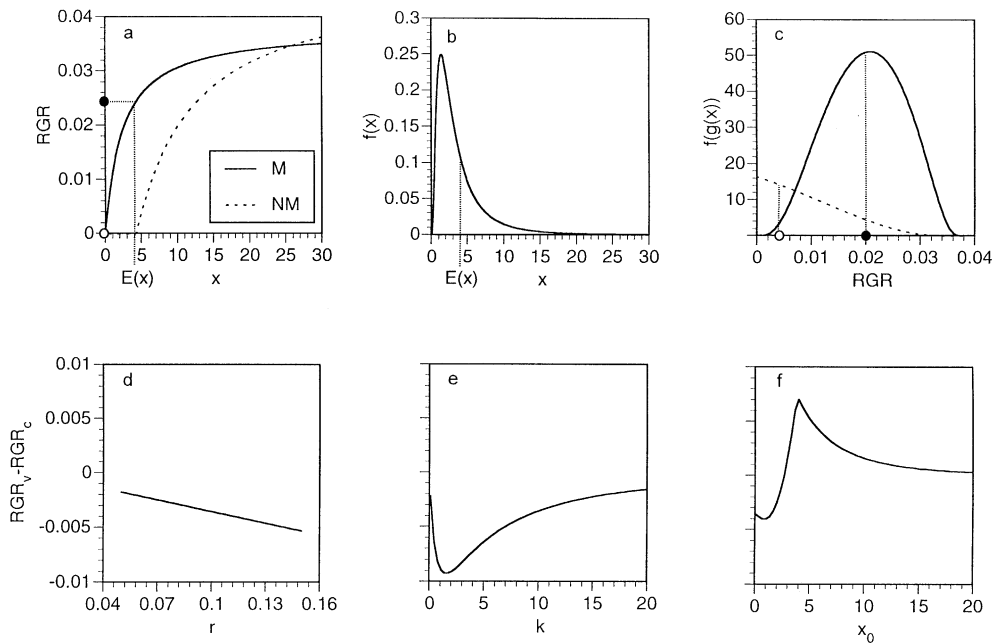 a
0.04
0.03
0.02
0.01
0
RGR
M
NM
0 5 10 15 20 25 30
E(x) x
b
0.3
0.25
0.2
0.15
0.1
0.05
0
f(x)
0 5 10 15 20 25 30
E(x) x
c
60
50
40
30
20
10
0
f(g(x))
0 0.01 0.02 0.03 0.04
RGR
d
0.01
0.005
0
-0.005
-0.01
RGRv-RGRc
0.04 0.07 0.1 0.13 0.16
r
e
0 5 10 15 20
k
f
0 5 10 15 20
x0